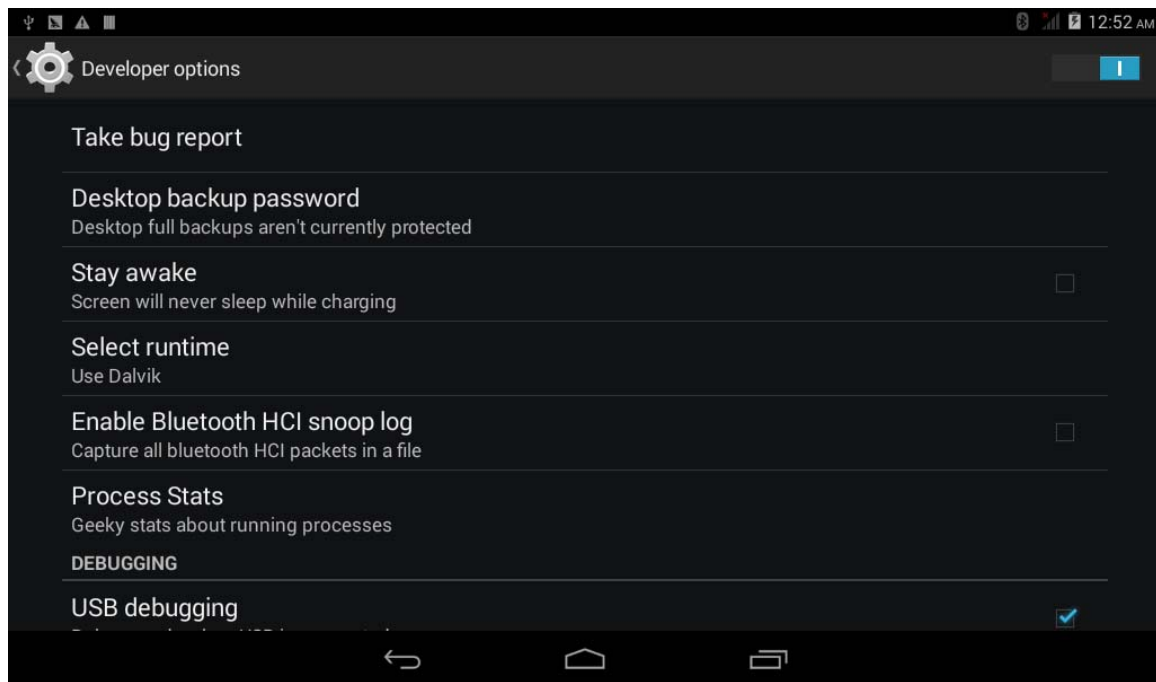 12:52 AM
Developer options
Take bug report
Desktop backup password
Desktop full backups aren't currently protected
Stay awake
Screen will never sleep while charging
Select runtime
Use Dalvik
Enable Bluetooth HCI snoop log
Capture all bluetooth HCI packets in a file
Process Stats
Geeky stats about running processes
DEBUGGING
USB debugging